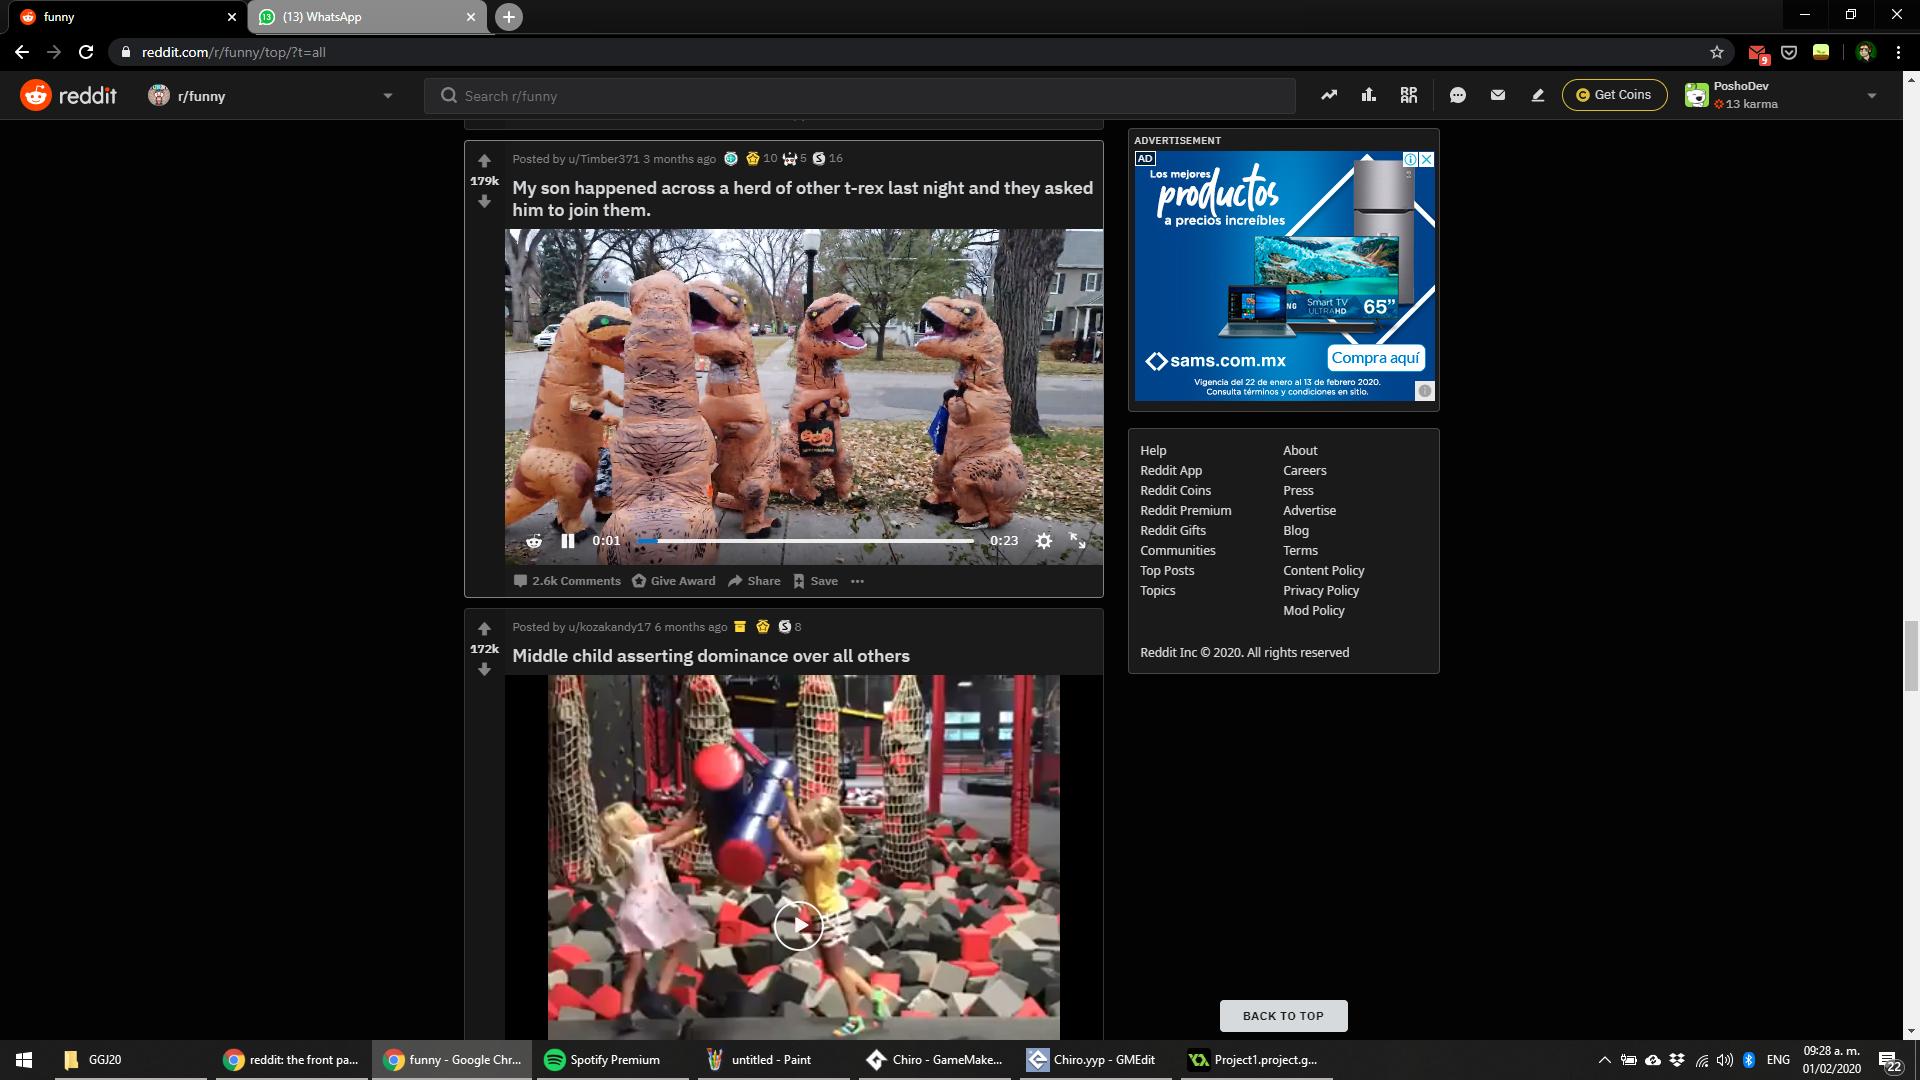 funny
(13) WhatsApp
reddit.com/r/funny/top/?t=all
9
reddit
r/funny
Search r/funny
Get Coins
PoshoDev
13 karma
Posted by u/Timber371 3 months ago 10 5 S 16
179k
My son happened across a herd of other t-rex last night and they asked
him to join them.
0:01
0:23
2.6k Comments Give Award Share Save
Posted by u/kozakandy17 6 months ago S 8
172k
Middle child asserting dominance over all others
ADVERTISEMENT
AD
Los mejores
productos
a precios increíbles
Smart TV
ULTRAHD
65”
sams.com.mx
Compra aquí
Vigencia del 22 de enero al 13 de febrero 2020.
Consulta términos y condiciones en sitio.
Help
Reddit App
Reddit Coins
Reddit Premium
Reddit Gifts
Communities
Top Posts
Topics
About
Careers
Press
Advertise
Blog
Terms
Content Policy
Privacy Policy
Mod Policy
Reddit Inc © 2020. All rights reserved
BACK TO TOP
GGJ20
reddit: the front pa...
funny - Google Chr...
Spotify Premium
untitled - Paint
Chiro - GameMake...
Chiro.yyp - GMEdit
Project1.project.g...
ENG
09:28 a. m.
01/02/2020
22